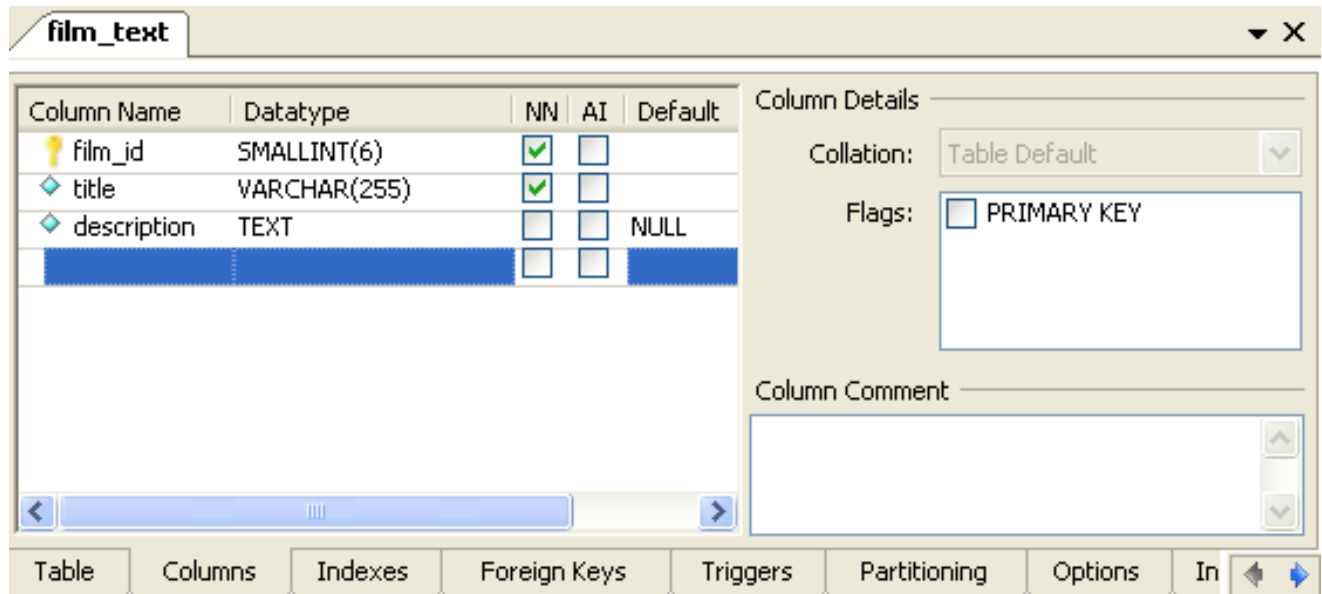 film_text
Column Name Datatype NN AI Default
film_id SMALLINT(6)
title VARCHAR(255)
description TEXT NULL
Column Details
Collation: Table Default
Flags: PRIMARY KEY
Column Comment
Table Columns Indexes Foreign Keys Triggers Partitioning Options In